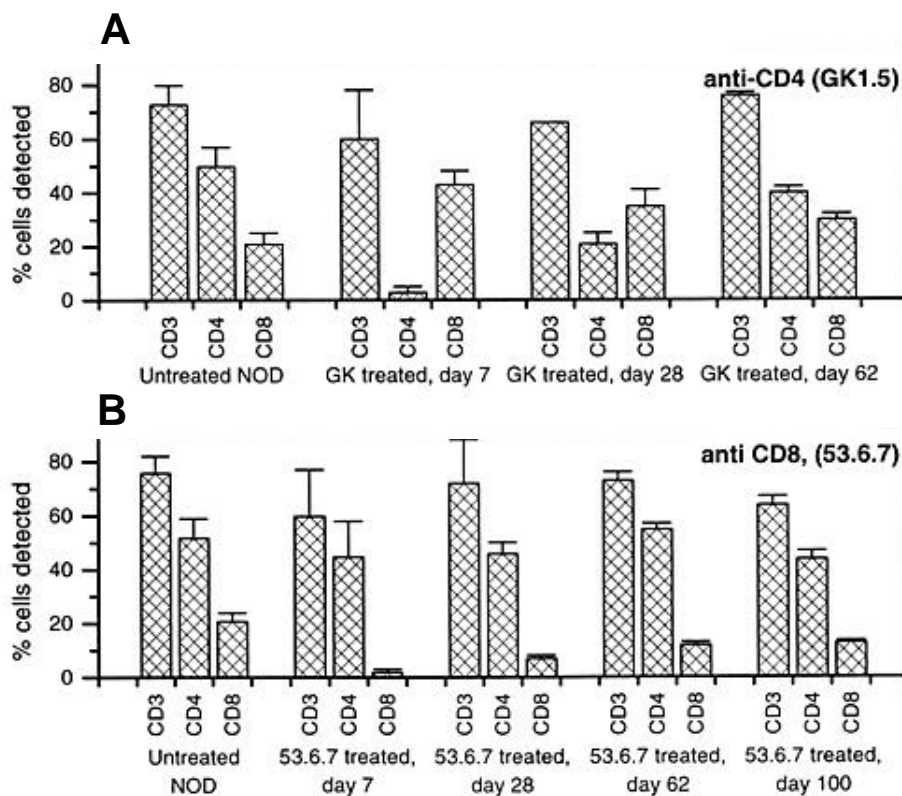 A
anti-CD4 (GK1.5)
% cells detected
80
60
40
20
0
CD3 CD4 CD8 CD3 CD4 CD8 CD3 CD4 CD8 CD3 CD4 CD8
Untreated NOD GK treated, day 7 GK treated, day 28 GK treated, day 62
B
anti CD8, (53.6.7)
% cells detected
80
60
40
20
0
CD3 CD4 CD8 CD3 CD4 CD8 CD3 CD4 CD8 CD3 CD4 CD8 CD3 CD4 CD8
Untreated 53.6.7 treated, 53.6.7 treated, 53.6.7 treated, 53.6.7 treated,
NOD day 7 day 28 day 62 day 100